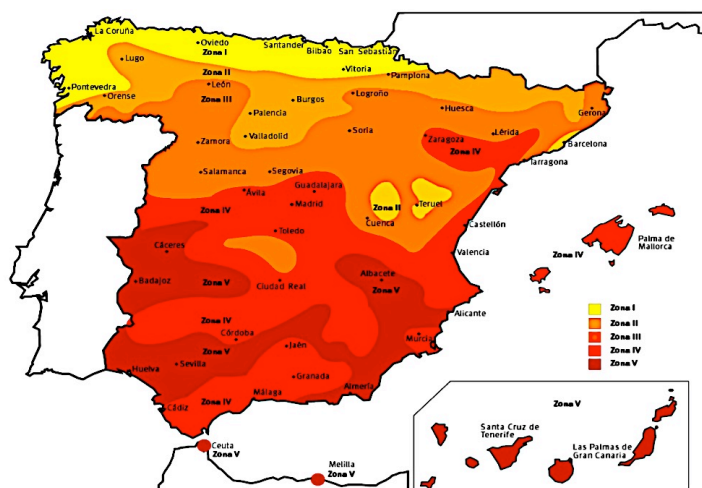 La Coruña
Oviedo
Santander
Bilbao
San Sebastián
Zona I
Lugo
Vitoria
Zona II
Pamplona
Pontevedra
Orense
León
Logroño
Zona III
Burgos
Huesca
Gerona
Palencia
Zamora
Valladolid
Soria
Zaragoza
Lérida
Barcelona
Zona IV
Tarragona
Salamanca
Segovia
Ávila
Guadalajara
Zona IV
Madrid
Zona II
Teruel
Cuenca
Toledo
Castellón
Palma de
Mallorca
Cáceres
Valencia
Zona IV
Badajoz
Zona V
Ciudad Real
Albacete
Zona V
Zona IV
Alicante
Córdoba
Zona V
Jaén
Murcia
Huelva
Sevilla
Granada
Zona IV
Málaga
Almería
Cádiz
Ceuta
Zona V
Melilla
Zona V
Zona I
Zona II
Zona III
Zona IV
Zona V
Zona V
Santa Cruz de
Tenerife
Las Palmas de
Gran Canaria